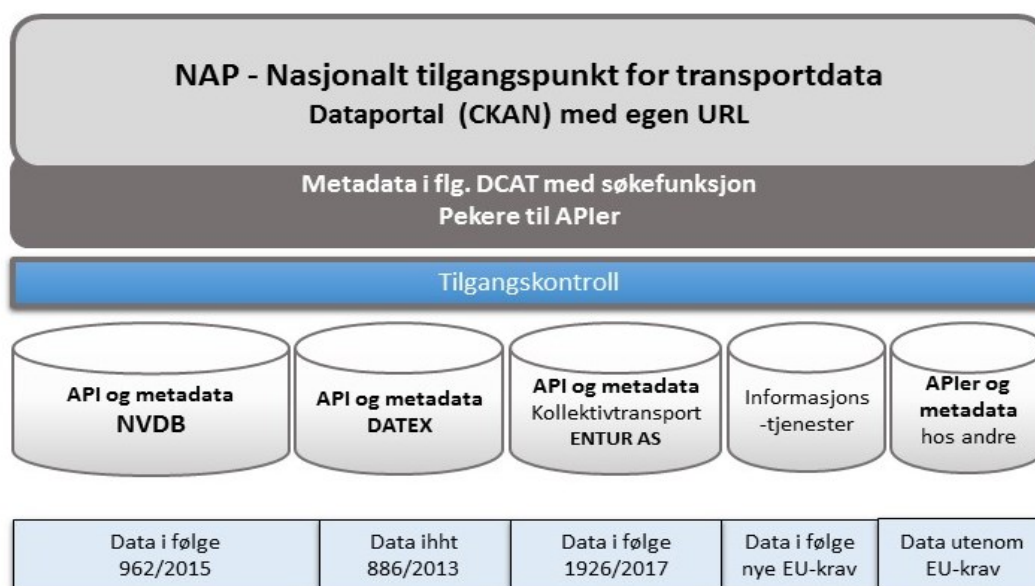 NAP - Nasjonalt tilgangspunkt for transportdata
Dataportal (CKAN) med egen URL
Metadata i flg. DCAT med søkefunksjon
Pekere til APIer
Tilgangskontroll
API og metadata
NVDB
API og metadata
DATEX
API og metadata
Kollektivtransport
ENTUR AS
Informasjons
-tjenester
APIer og
metadata
hos andre
Data i følge
962/2015
Data ihht
886/2013
Data i følge
1926/2017
Data i følge
nye EU-krav
Data utenom
EU-krav